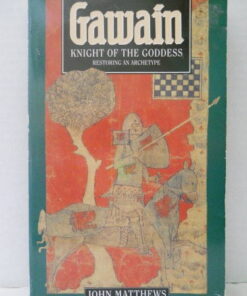 Gawain
KNIGHT OF THE GODDESS
RESTORING AN ARCHETYPE
JOHN MATTHEWS